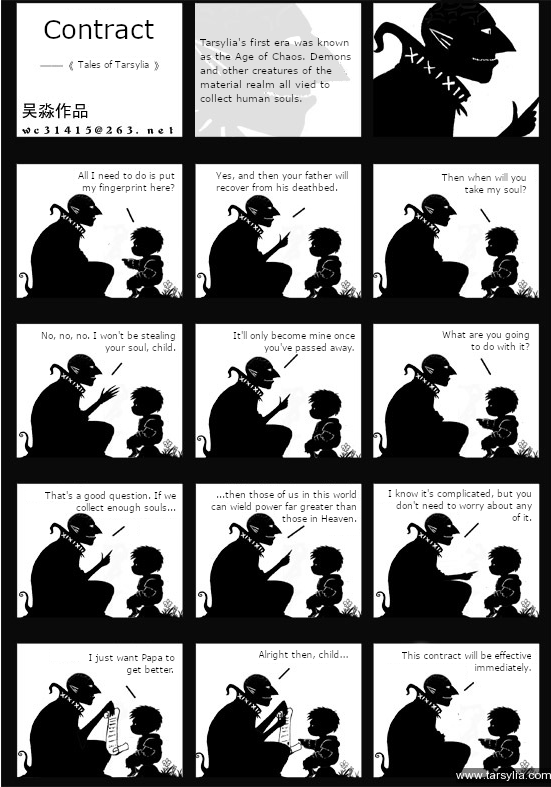 Contract
——《 Tales of Tarsylia 》
吴淼作品
wc31415@263.net
Tarsylia's first era was known
as the Age of Chaos. Demons
and other creatures of the
material realm all vied to
collect human souls.
All I need to do is put
my fingerprint here?
Yes, and then your father will
recover from his deathbed.
Then when will you
take my soul?
No, no, no. I won't be stealing
your soul, child.
It'll only become mine once
you've passed away.
What are you going
to do with it?
That's a good question. If we
collect enough souls...
...then those of us in this world
can wield power far greater than
those in Heaven.
I know it's complicated, but you
don't need to worry about any
of it.
I just want Papa to
get better.
Alright then, child...
This contract will be effective
immediately.
www.tarsylia.com